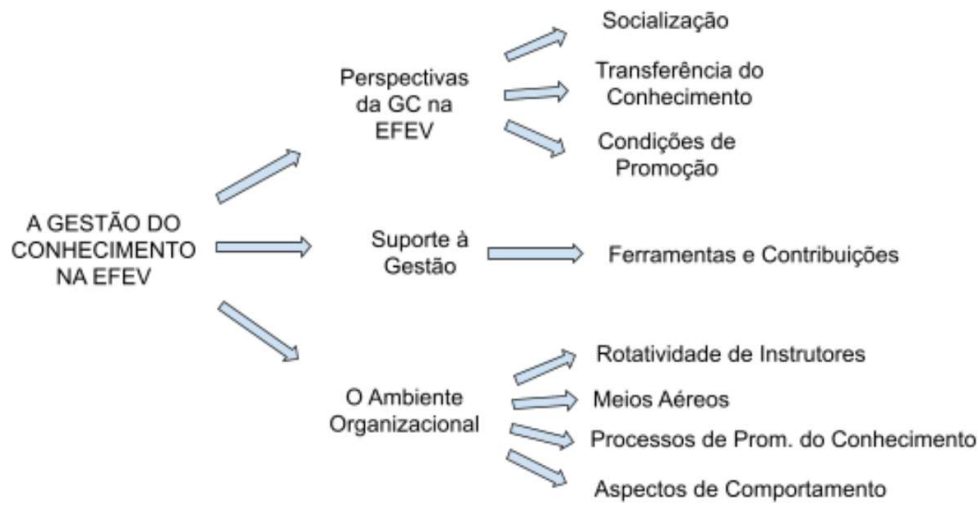 A GESTÃO DO
CONHECIMENTO
NA EFEV
Perspectivas
da GC na
EFEV
Socialização
Transferência do
Conhecimento
Condições de
Promoção
Suporte à
Gestão
Ferramentas e Contribuições
O Ambiente
Organizacional
Rotatividade de Instrutores
Meios Aéreos
Processos de Prom. do Conhecimento
Aspectos de Comportamento